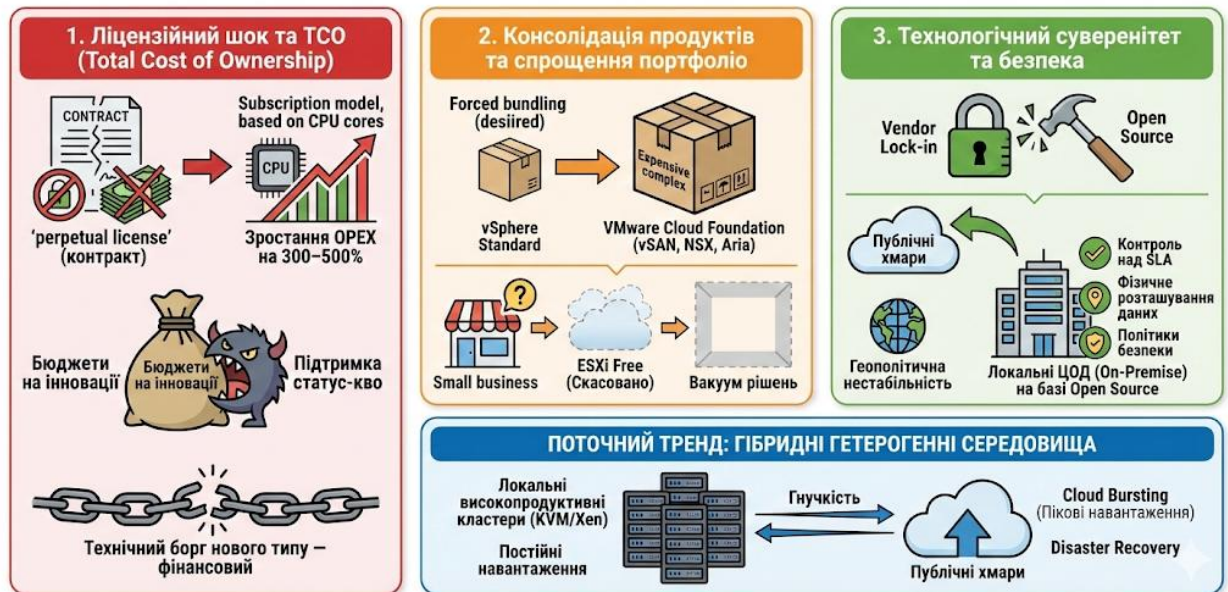 1. Ліцензійний шок та TCO
(Total Cost of Ownership)
CONTRACT
'perpetual license'
(контракт)
Subscription model,
based on CPU cores
CPU
Зростання OPEX
на 300–500%
Бюджети
на інновації
Бюджети
на інновації
Підтримка
статус-кво
Технічний борг нового типу —
фінансовий
2. Консолідація продуктів
та спрощення портфоліо
Forced bundling
(desiired)
vSphere
Standard
Expensive
complex
VMware Cloud Foundation
(vSAN, NSX, Aria)
?
Small business
ESXi Free
(Скасовано)
Вакуум рішень
3. Технологічний суверенітет
та безпека
Vendor
Lock-in
Open
Source
Публічні
хмари
Геополітична
нестабільність
Контроль
над SLA
Фізичне
розташування
даних
Політики
безпеки
Локальні ЦОД (On-Premise)
на базі Open Source
ПОТОЧНИЙ ТРЕНД: ГІБРИДНІ ГЕТЕРОГЕННІ СЕРЕДОВИЩА
Локальні
високопродуктивні
кластери (KVM/Xen)
Постійні
навантаження
Гнучкість
Публічні хмари
Cloud Bursting
(Пікові навантаження)
Disaster Recovery